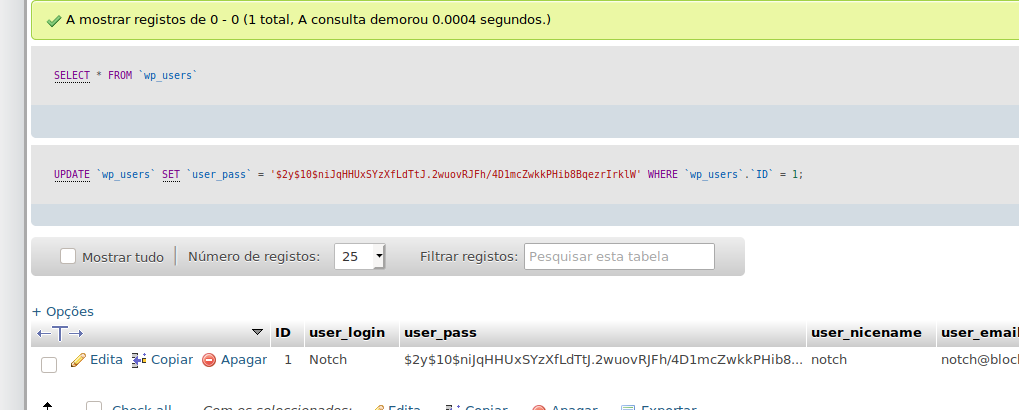 A mostrar registos de 0 - 0 (1 total, A consulta demorou 0.0004 segundos.)
SELECT * FROM `wp_users`
UPDATE `wp_users` SET `user_pass` = '$2y$10$niJqHHUxSYzXfLdTtJ.2wuovRJFh/4D1mcZwkkPHib8BqezrIrklW' WHERE `wp_users`.`ID` = 1;
Mostrar tudo Número de registos: 25 Filtrar registos: Pesquisar esta tabela
+ Opções
ID user_login user_pass user_nicename user_email
Edita Copiar Apagar 1 Notch $2y$10$niJqHHUxSYzXfLdTtJ.2wuovRJFh/4D1mcZwkkPHib8... notch notch@bloc
Check all Com os seleccionados: Edita Copiar Apagar Exportar